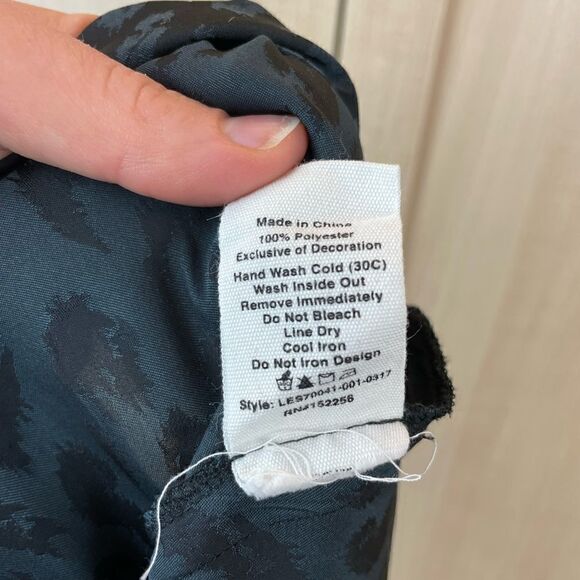 Made in China
100% Polyester
Exclusive of Decoration
Hand Wash Cold (30C)
Wash Inside Out
Remove Immediately
Do Not Bleach
Line Dry
Cool Iron
Do Not Iron Design
Style: LES70041-001-0317
RN#152256